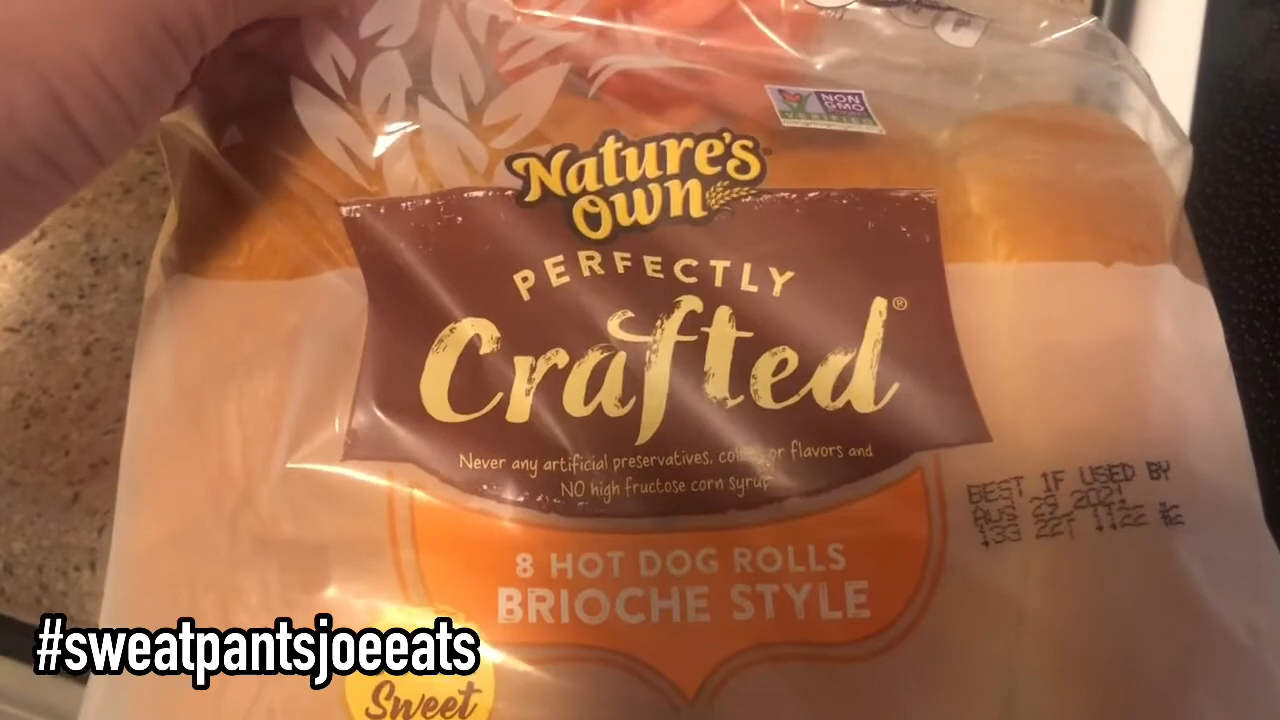 NON
GMO
Nature's
Own
PERFECTLY
Crafted®
Never any artificial preservatives, colors or flavors and
NO high fructose corn syrup
BEST IF USED BY
2021
8 HOT DOG ROLLS
BRIOCHE STYLE
#sweatpantsjoeeats
Sweet